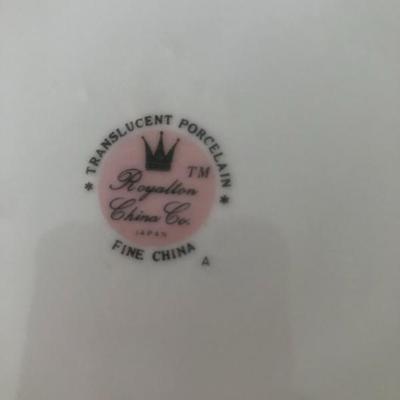 * TRANSLUCENT PORCELAIN *
Royalton TM
China Co.
JAPAN
FINE CHINA
A